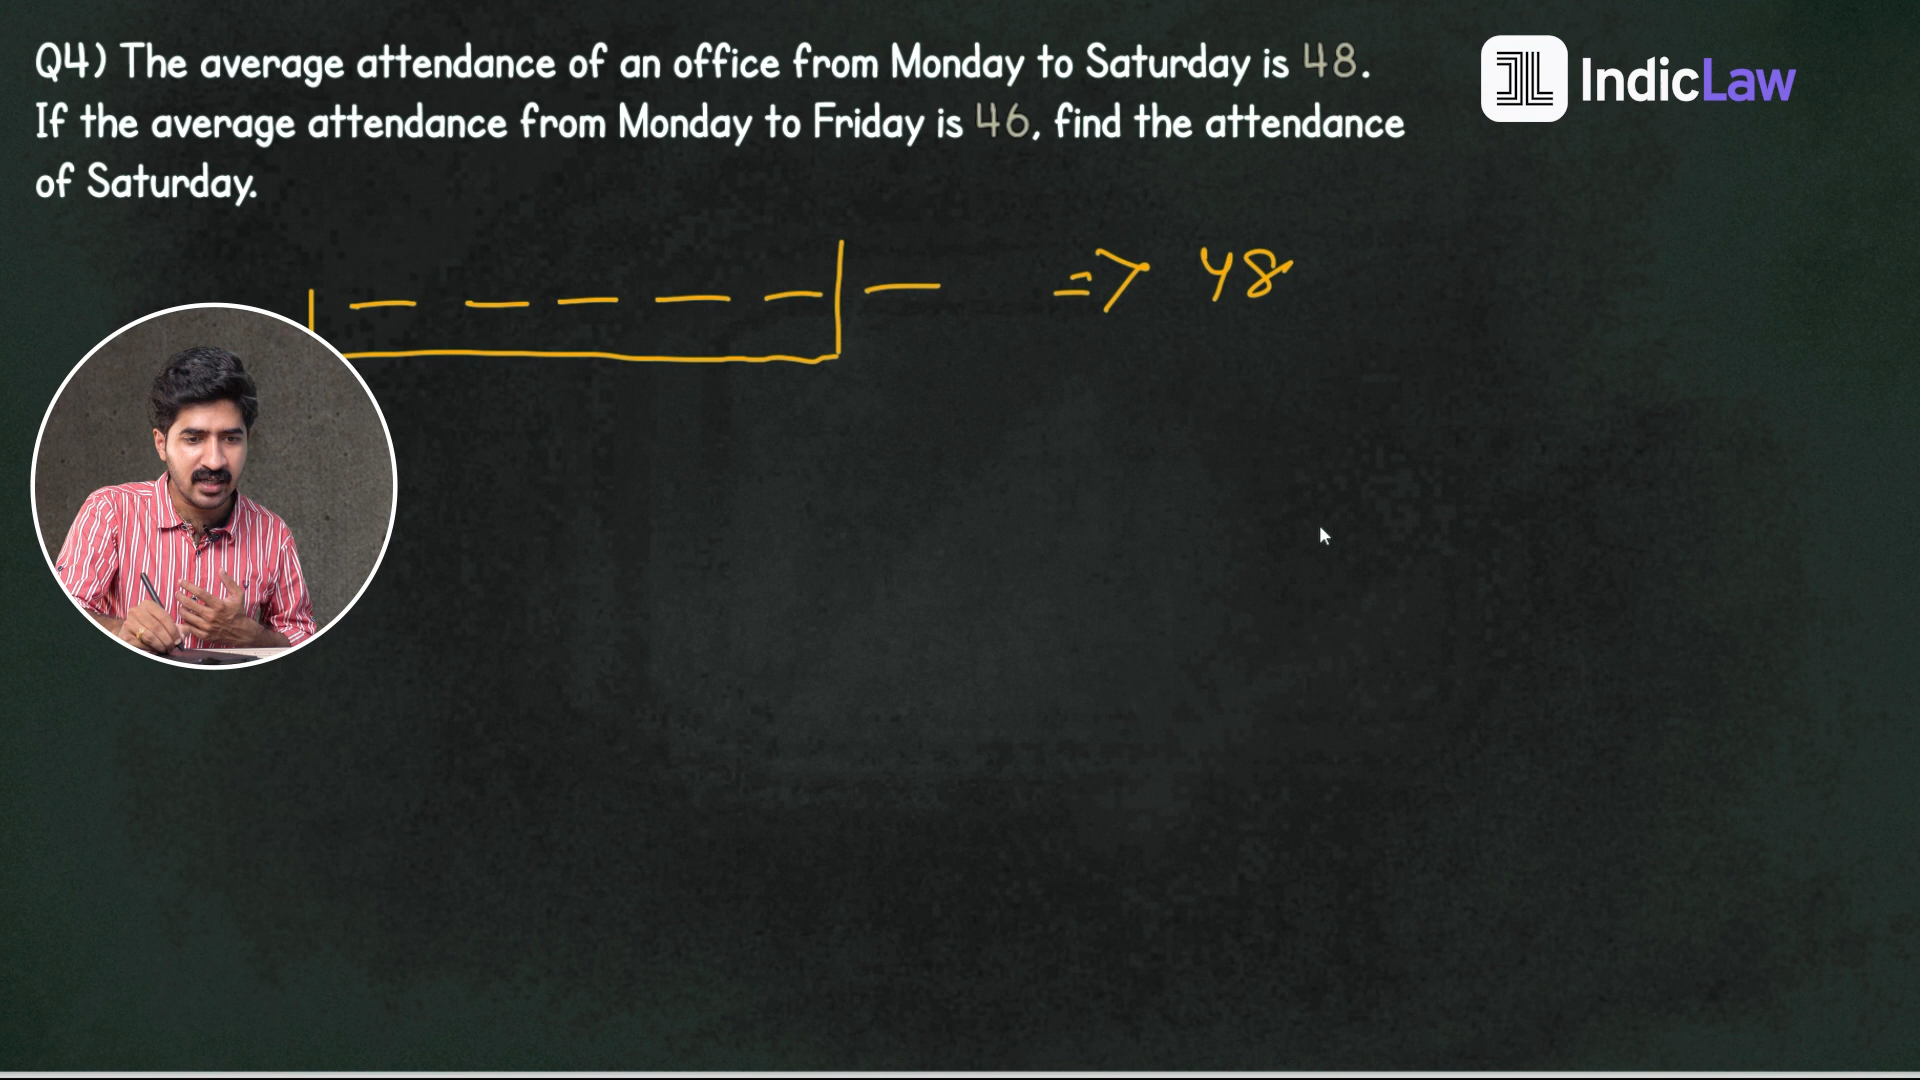 Q4) The average attendance of an office from Monday to Saturday is 48.
If the average attendance from Monday to Friday is 46, find the attendance
of Saturday.
IndicLaw
=> 48